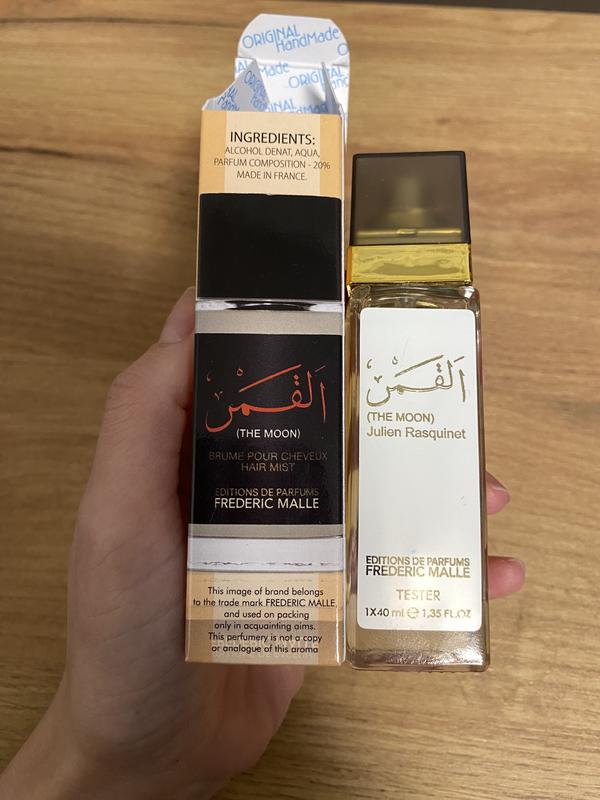 ORIGINAL
HandMade
INGREDIENTS:
ALCOHOL DENAT, AQUA,
PARFUM COMPOSITION - 20%
MADE IN FRANCE.
القمر
(THE MOON)
BRUME POUR CHEVEUX
HAIR MIST
EDITIONS DE PARFUMS
FREDERIC MALLE
This image of brand belongs
to the trade mark FREDERIC MALLE,
and used on packing
only in acquainting aims.
This perfumery is not a copy
or analogue of this aroma
القمر
(THE MOON)
Julien Rasquinet
EDITIONS DE PARFUMS
FREDERIC MALLE
TESTER
1X40 ml ℮ 1,35 FL.OZ